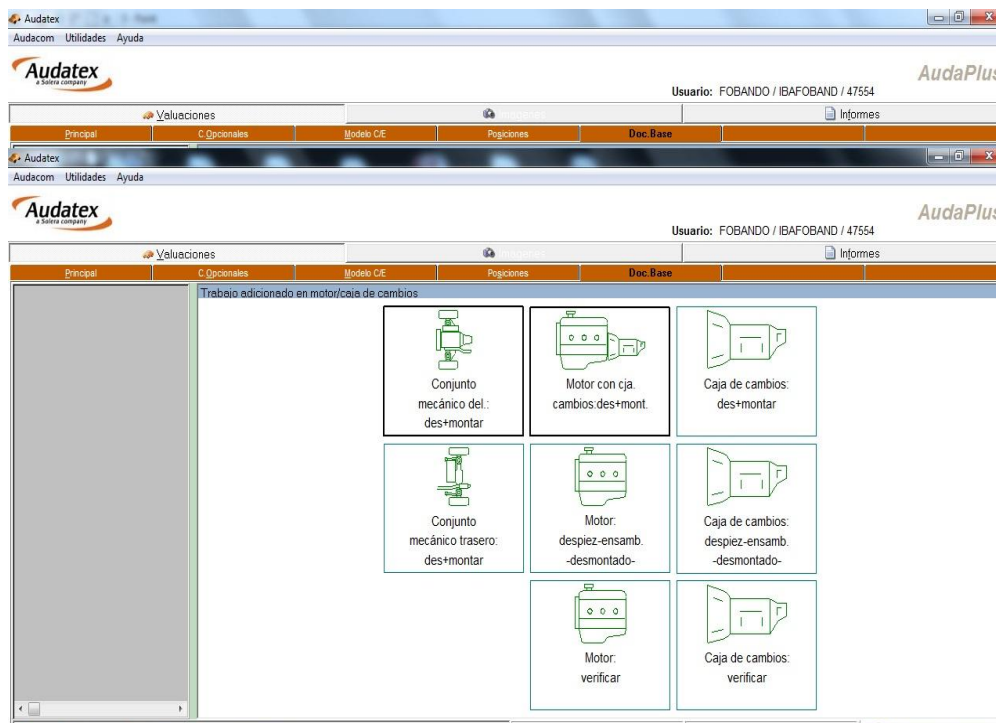 Audatex
Audacom Utilidades Ayuda
Audatex
a Solera company
AudaPlus
Usuario: FOBANDO / IBAFOBAND / 47554
Valuaciones Informes
Principal C.Opcionales Modelo C/E Posiciones Doc.Base
Audatex
Audacom Utilidades Ayuda
Audatex
a Solera company
AudaPlus
Usuario: FOBANDO / IBAFOBAND / 47554
Valuaciones Informes
Principal C.Opcionales Modelo C/E Posiciones Doc.Base
Trabajo adicionado en motor/caja de cambios
Conjunto
mecánico del.:
des+montar
Motor con cja.
cambios:des+mont.
Caja de cambios:
des+montar
Conjunto
mecánico trasero:
des+montar
Motor:
despiez-ensamb.
-desmontado-
Caja de cambios:
despiez-ensamb.
-desmontado-
Motor:
verificar
Caja de cambios:
verificar